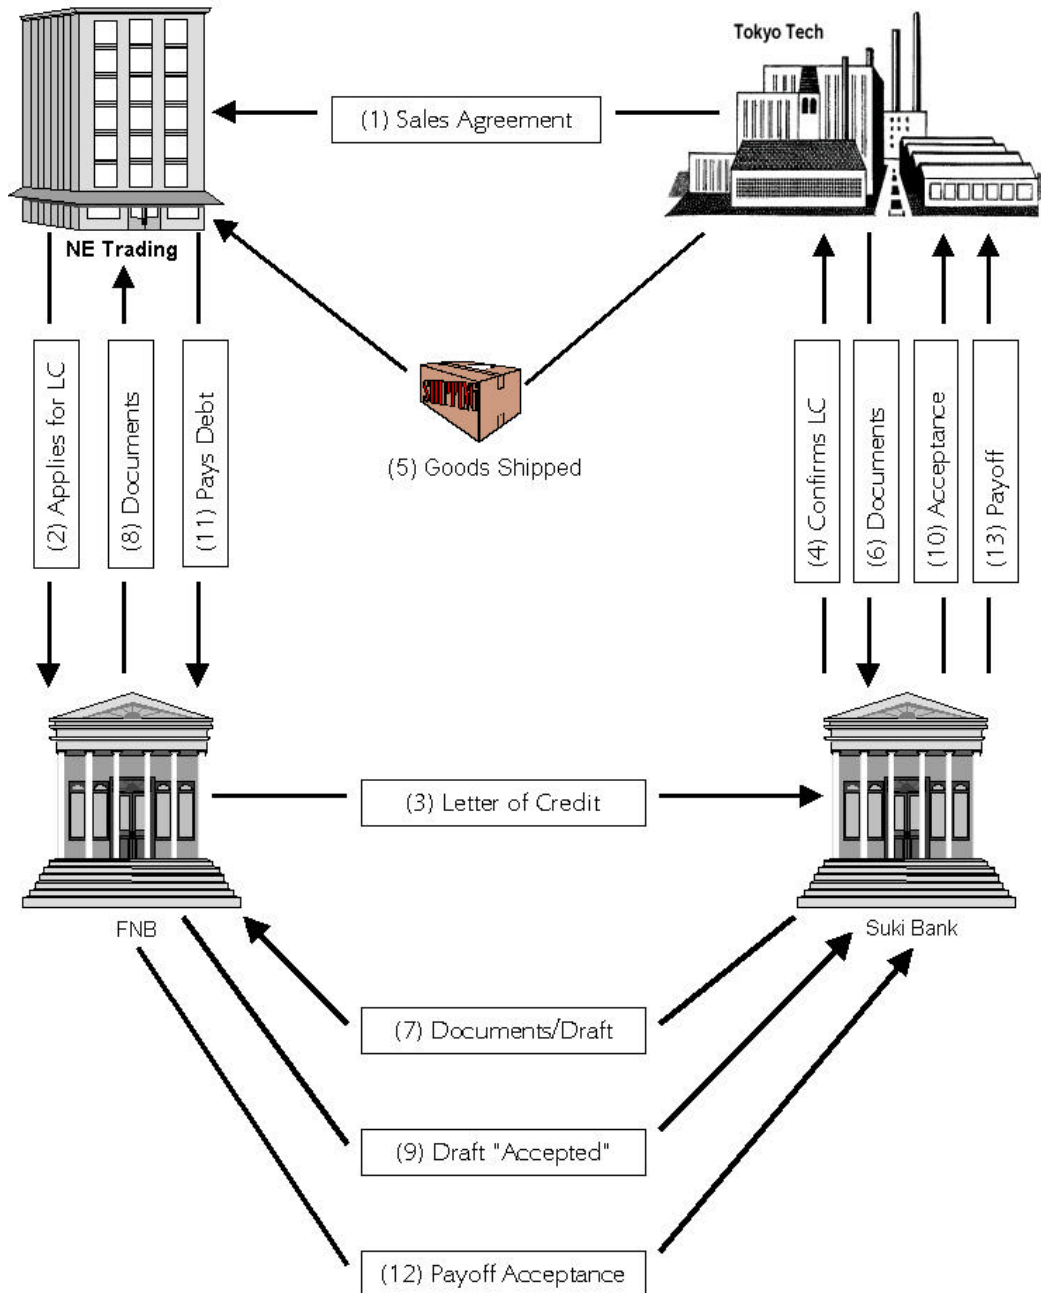 Tokyo Tech
(1) Sales Agreement
NE Trading
(2) Applies for LC
(8) Documents
(11) Pays Debt
SHIPPING
(5) Goods Shipped
(4) Confirms LC
(6) Documents
(10) Acceptance
(13) Payoff
(3) Letter of Credit
FNB
Suki Bank
(7) Documents/Draft
(9) Draft "Accepted"
(12) Payoff Acceptance